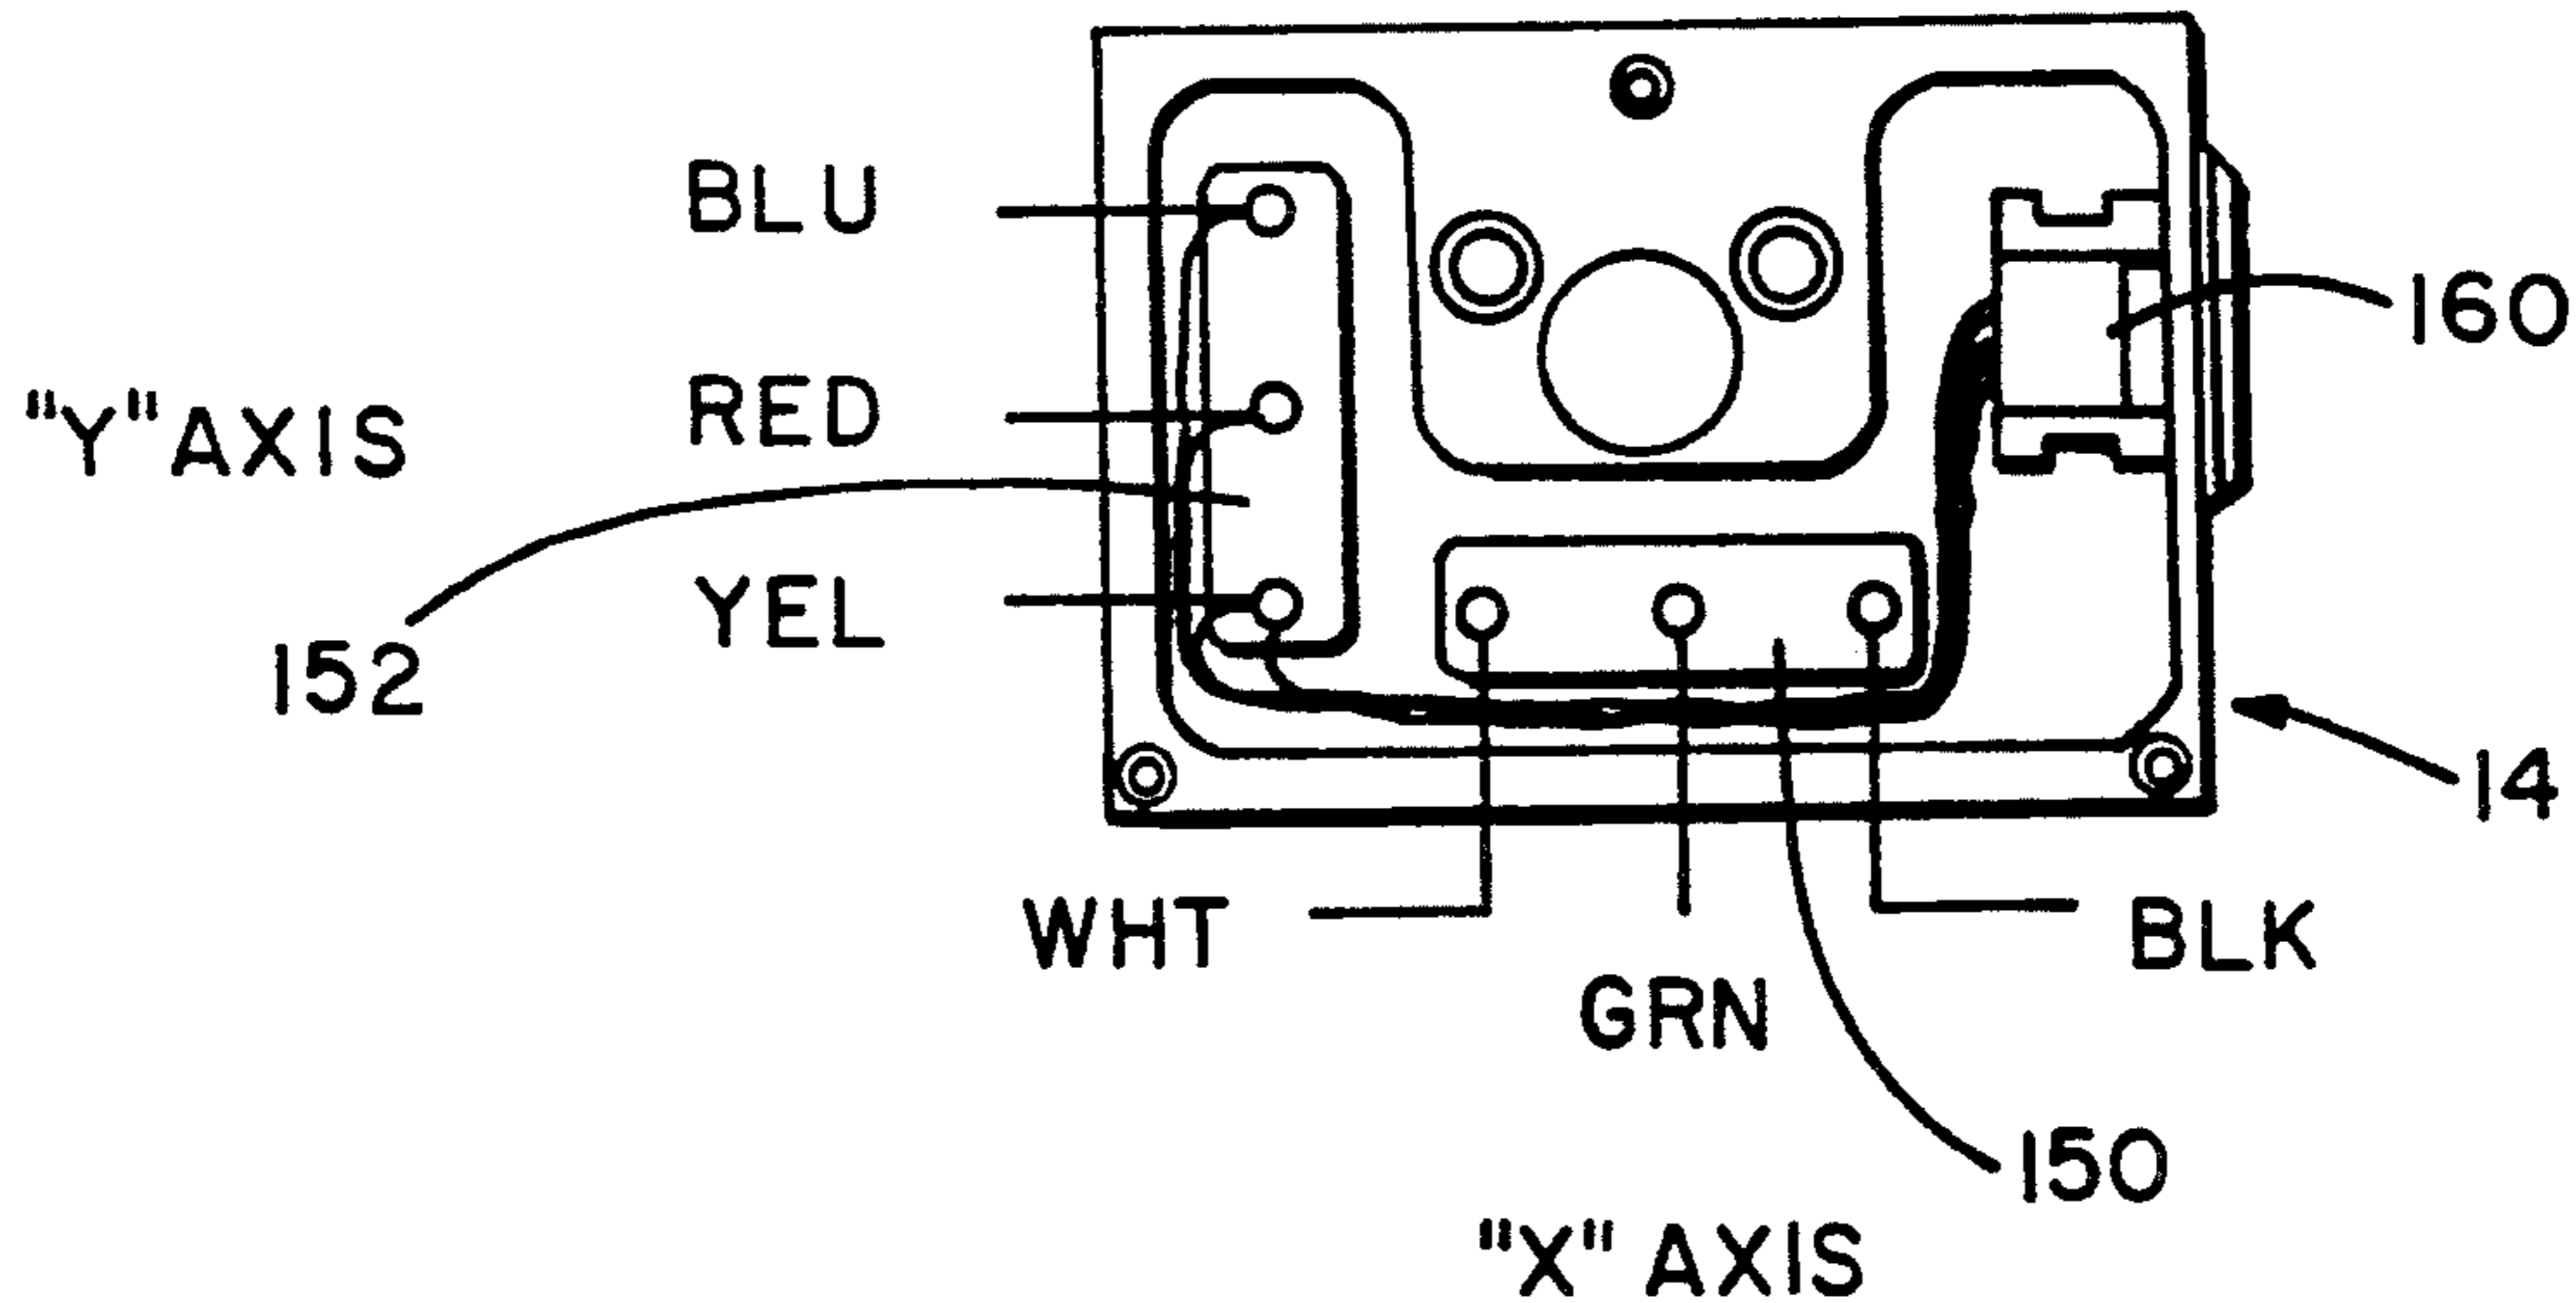 BLU
160
RED
"Y" AXIS
YEL
152
14
WHT
BLK
GRN
150
"X" AXIS